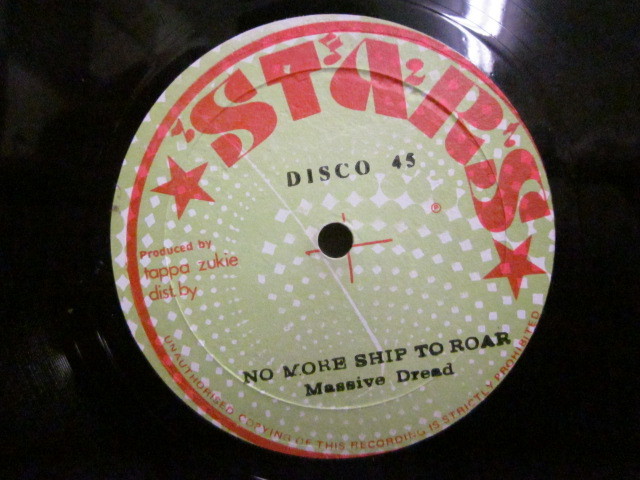 STARS
DISCO 45
℗
Produced by
tappa zukie
dist. by
NO MORE SHIP TO ROAR
Massive Dread
UNAUTHORISED COPYING OF THIS RECORDING IS STRICTLY PROHIBITED